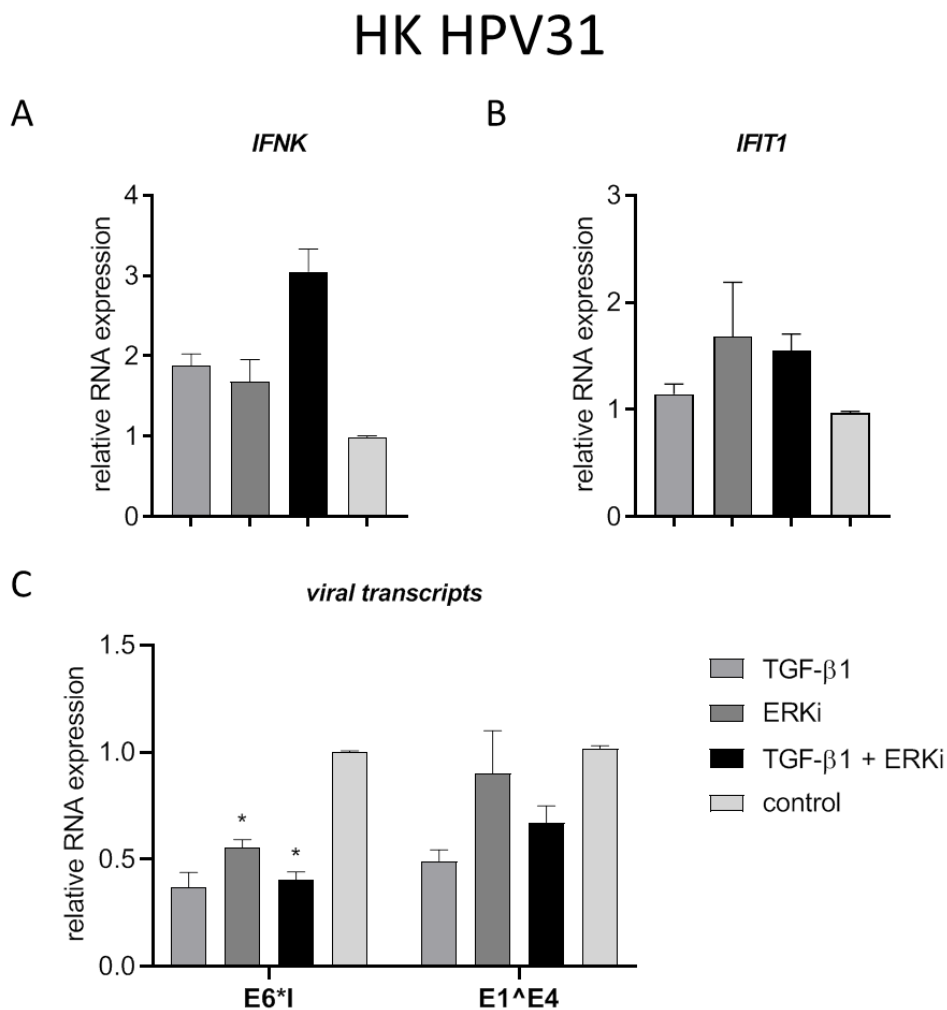 HK HPV31
A
IFNK
relative RNA expression
4
3
2
1
0
B
IFIT1
relative RNA expression
3
2
1
0
C
viral transcripts
relative RNA expression
1.5
1.0
0.5
0.0
*
*
E6*I
E1^E4
TGF-β1
ERKi
TGF-β1 + ERKi
control